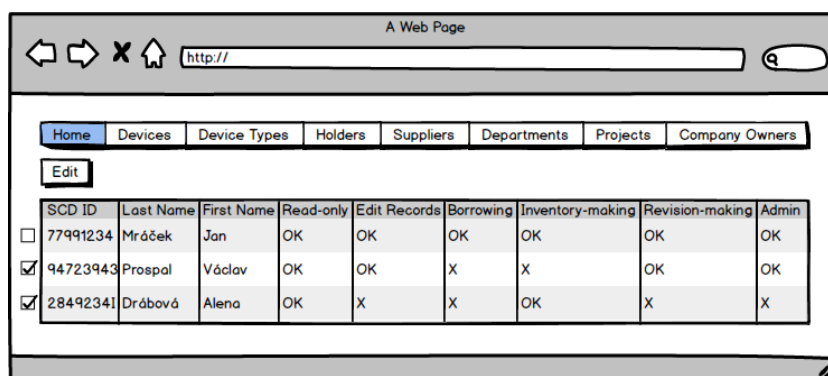 A Web Page
http://
Home Devices Device Types Holders Suppliers Departments Projects Company Owners
Edit
SCD ID Last Name First Name Read-only Edit Records Borrowing Inventory-making Revision-making Admin
77991234 Mráček Jan OK OK OK OK OK OK
94723943 Prospal Václav OK OK X X OK OK
28492341 Drábová Alena OK X X OK X X